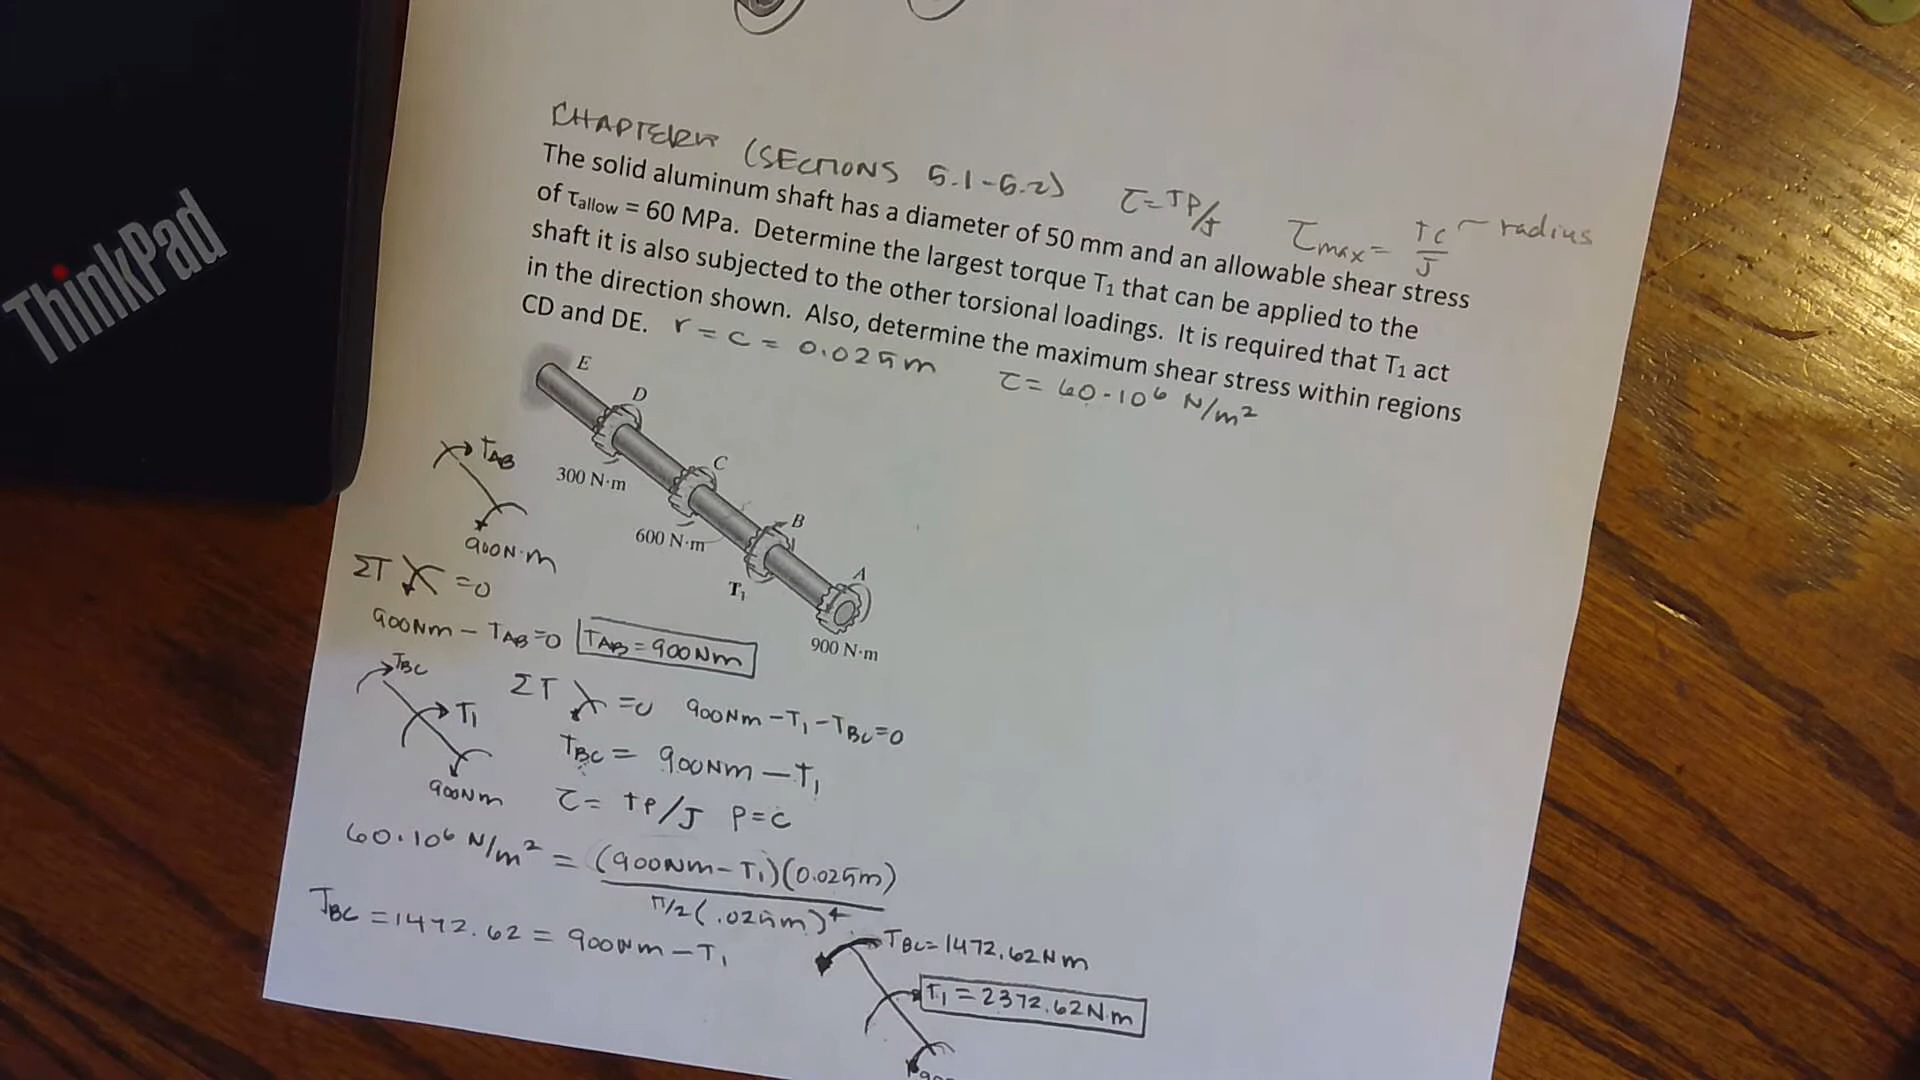 ThinkPad
CHAPTER (SECTIONS 5.1-5.2)
τ=Tρ/J
τmax= Tc/J radius
The solid aluminum shaft has a diameter of 50 mm and an allowable shear stress
of τallow = 60 MPa. Determine the largest torque T1 that can be applied to the
shaft it is also subjected to the other torsional loadings. It is required that T1 act
in the direction shown. Also, determine the maximum shear stress within regions
CD and DE.
r=c= 0.025m
τ= 60·10⁶ N/m²
E
D
C
B
A
300 N·m
600 N·m
T1
900 N·m
TAB
900N·m
ΣT =0
900Nm - TAB=0
TAB=900Nm
TBC
T1
900Nm
ΣT =0 900Nm-T1-TBC=0
TBC= 900Nm-T1
τ= Tρ/J ρ=c
60·10⁶ N/m² = (900Nm-T1)(0.025m)
π/2(.025m)⁴
TBC =1472.62= 900Nm-T1
TBC=1472.62Nm
T1=2372.62N·m